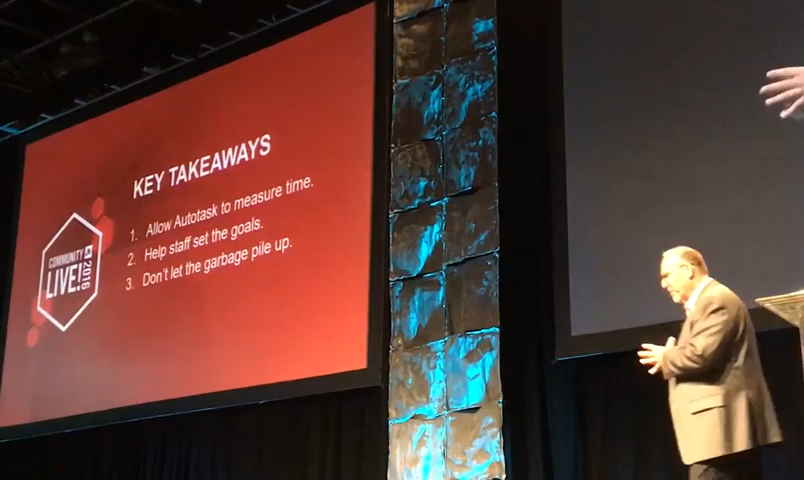 KEY TAKEAWAYS
1. Allow Autotask to measure time.
2. Help staff set the goals.
3. Don't let the garbage pile up.
COMMUNITY
LIVE!
2016